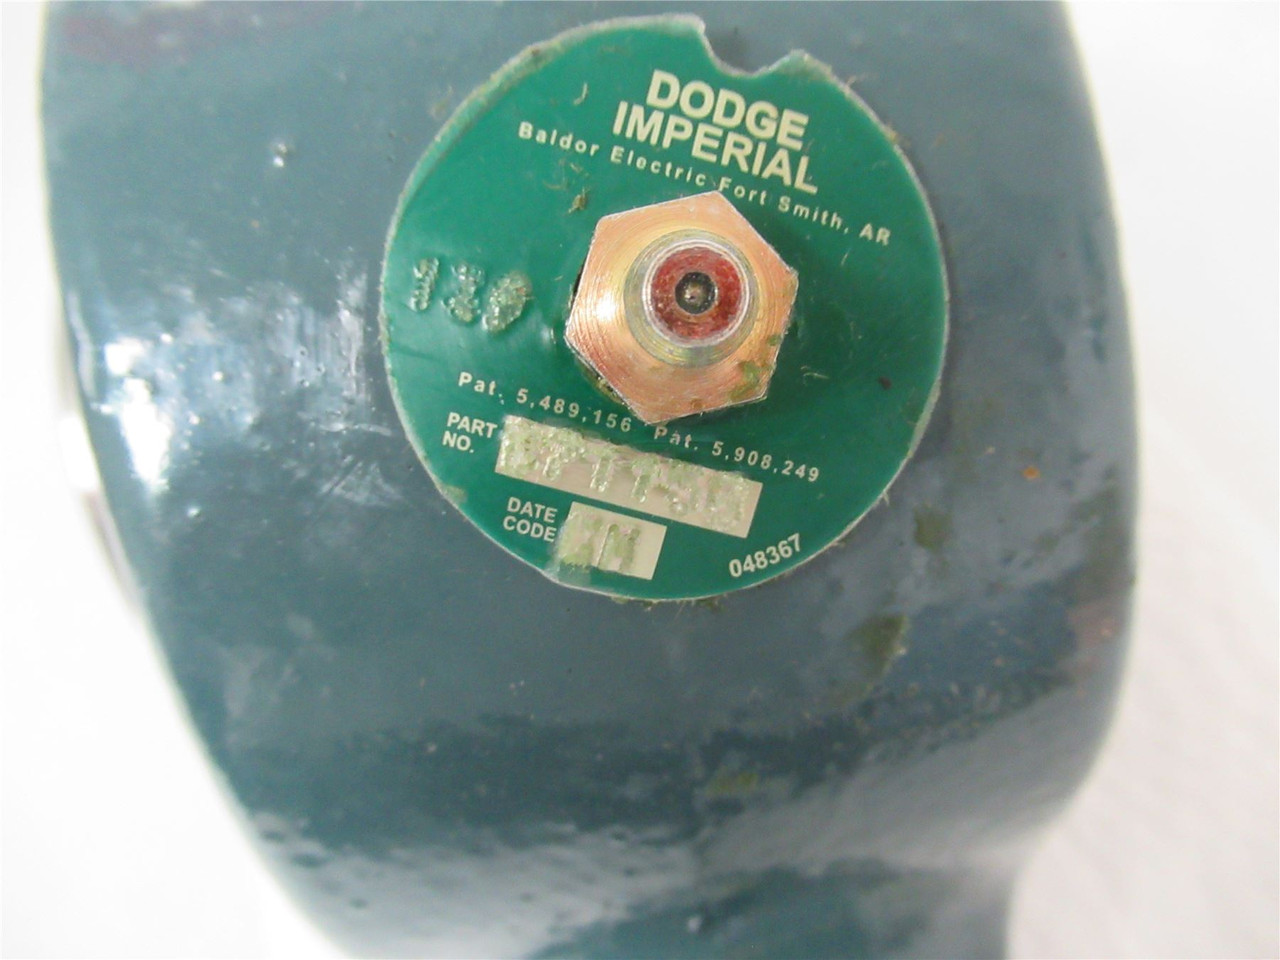 DODGE
IMPERIAL
Baldor Electric Fort Smith, AR
Pat. 5,489,156 Pat. 5,908,249
PART
NO.
DATE
CODE
048367